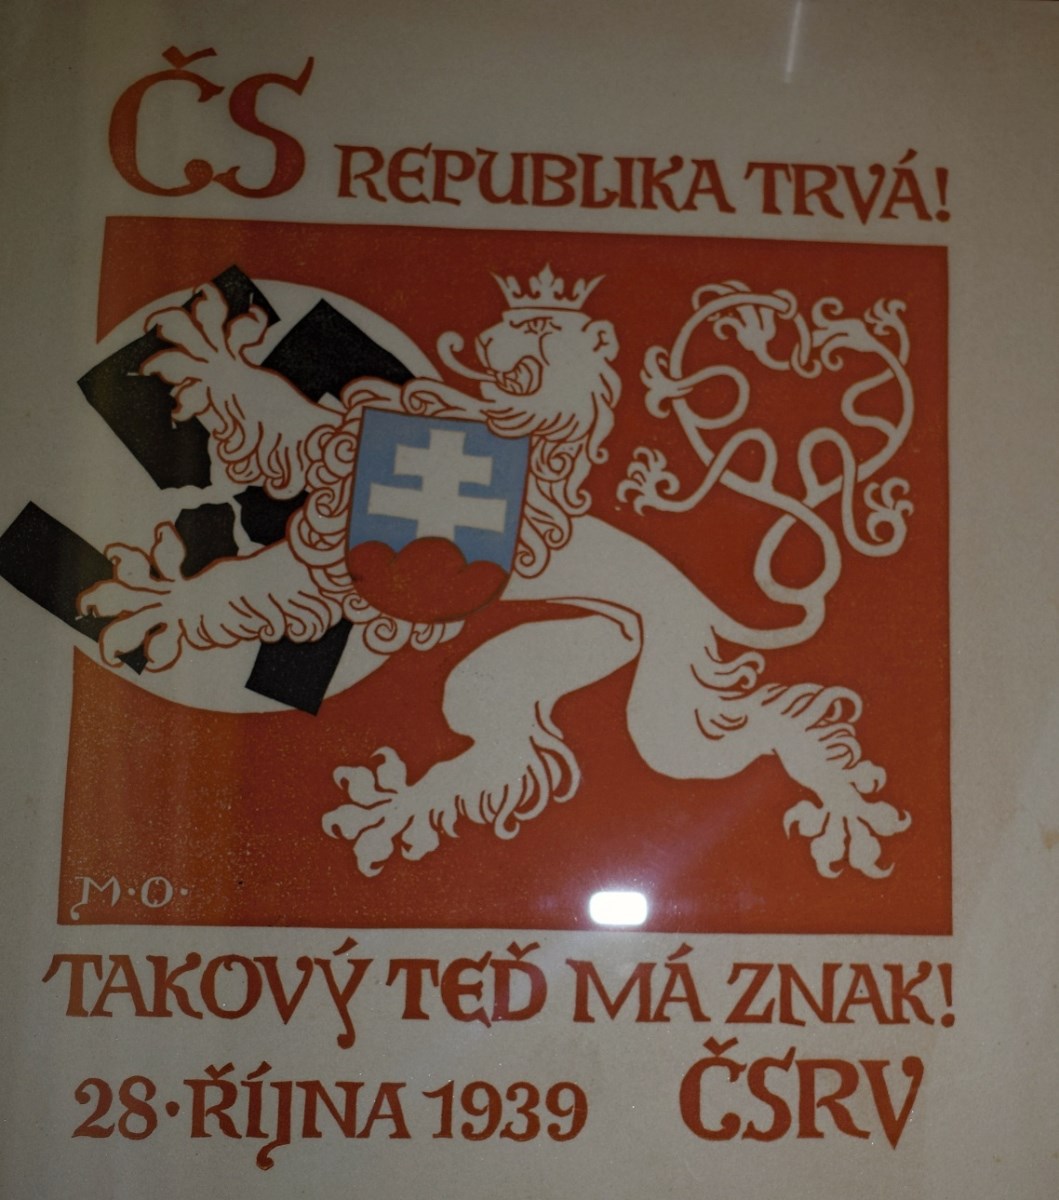 ČS REPUBLIKA TRVÁ!
M·O·
TAKOVÝ TEĎ MÁ ZNAK!
28·ŘÍJNA 1939 ČSRV